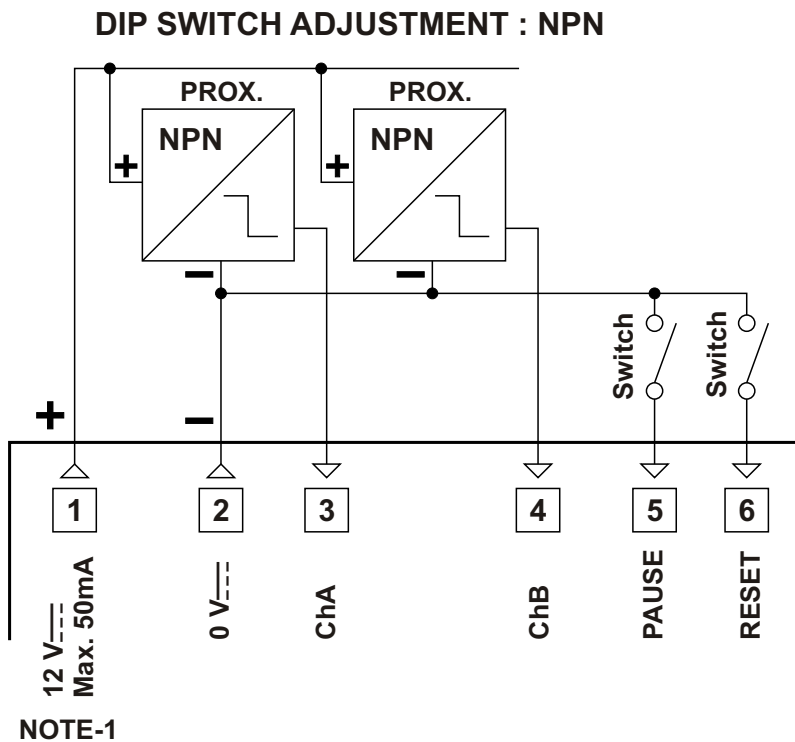 DIP SWITCH ADJUSTMENT : NPN
PROX.
PROX.
NPN
NPN
+
+
–
–
Switch
Switch
+
–
1
2
3
4
5
6
12 V⎓
Max. 50mA
0 V⎓
ChA
ChB
PAUSE
RESET
NOTE-1